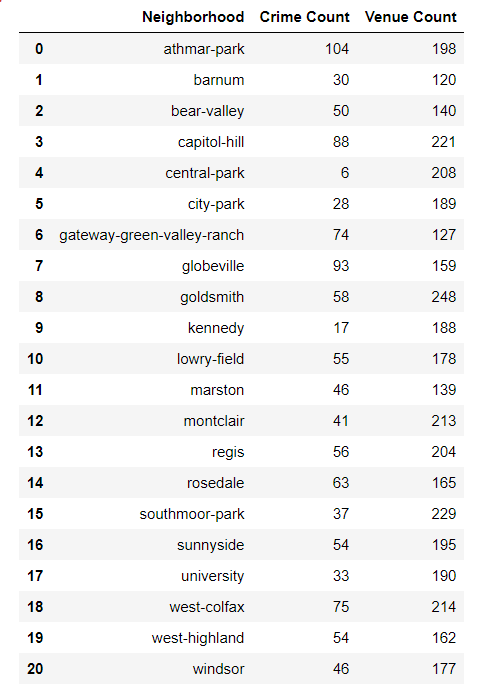 Neighborhood Crime Count Venue Count
0 athmar-park 104 198
1 barnum 30 120
2 bear-valley 50 140
3 capitol-hill 88 221
4 central-park 6 208
5 city-park 28 189
6 gateway-green-valley-ranch 74 127
7 globeville 93 159
8 goldsmith 58 248
9 kennedy 17 188
10 lowry-field 55 178
11 marston 46 139
12 montclair 41 213
13 regis 56 204
14 rosedale 63 165
15 southmoor-park 37 229
16 sunnyside 54 195
17 university 33 190
18 west-colfax 75 214
19 west-highland 54 162
20 windsor 46 177